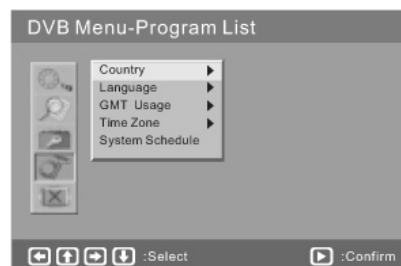 DVB Menu-Program List
Country
Language
GMT Usage
Time Zone
System Schedule
:Select
:Confirm